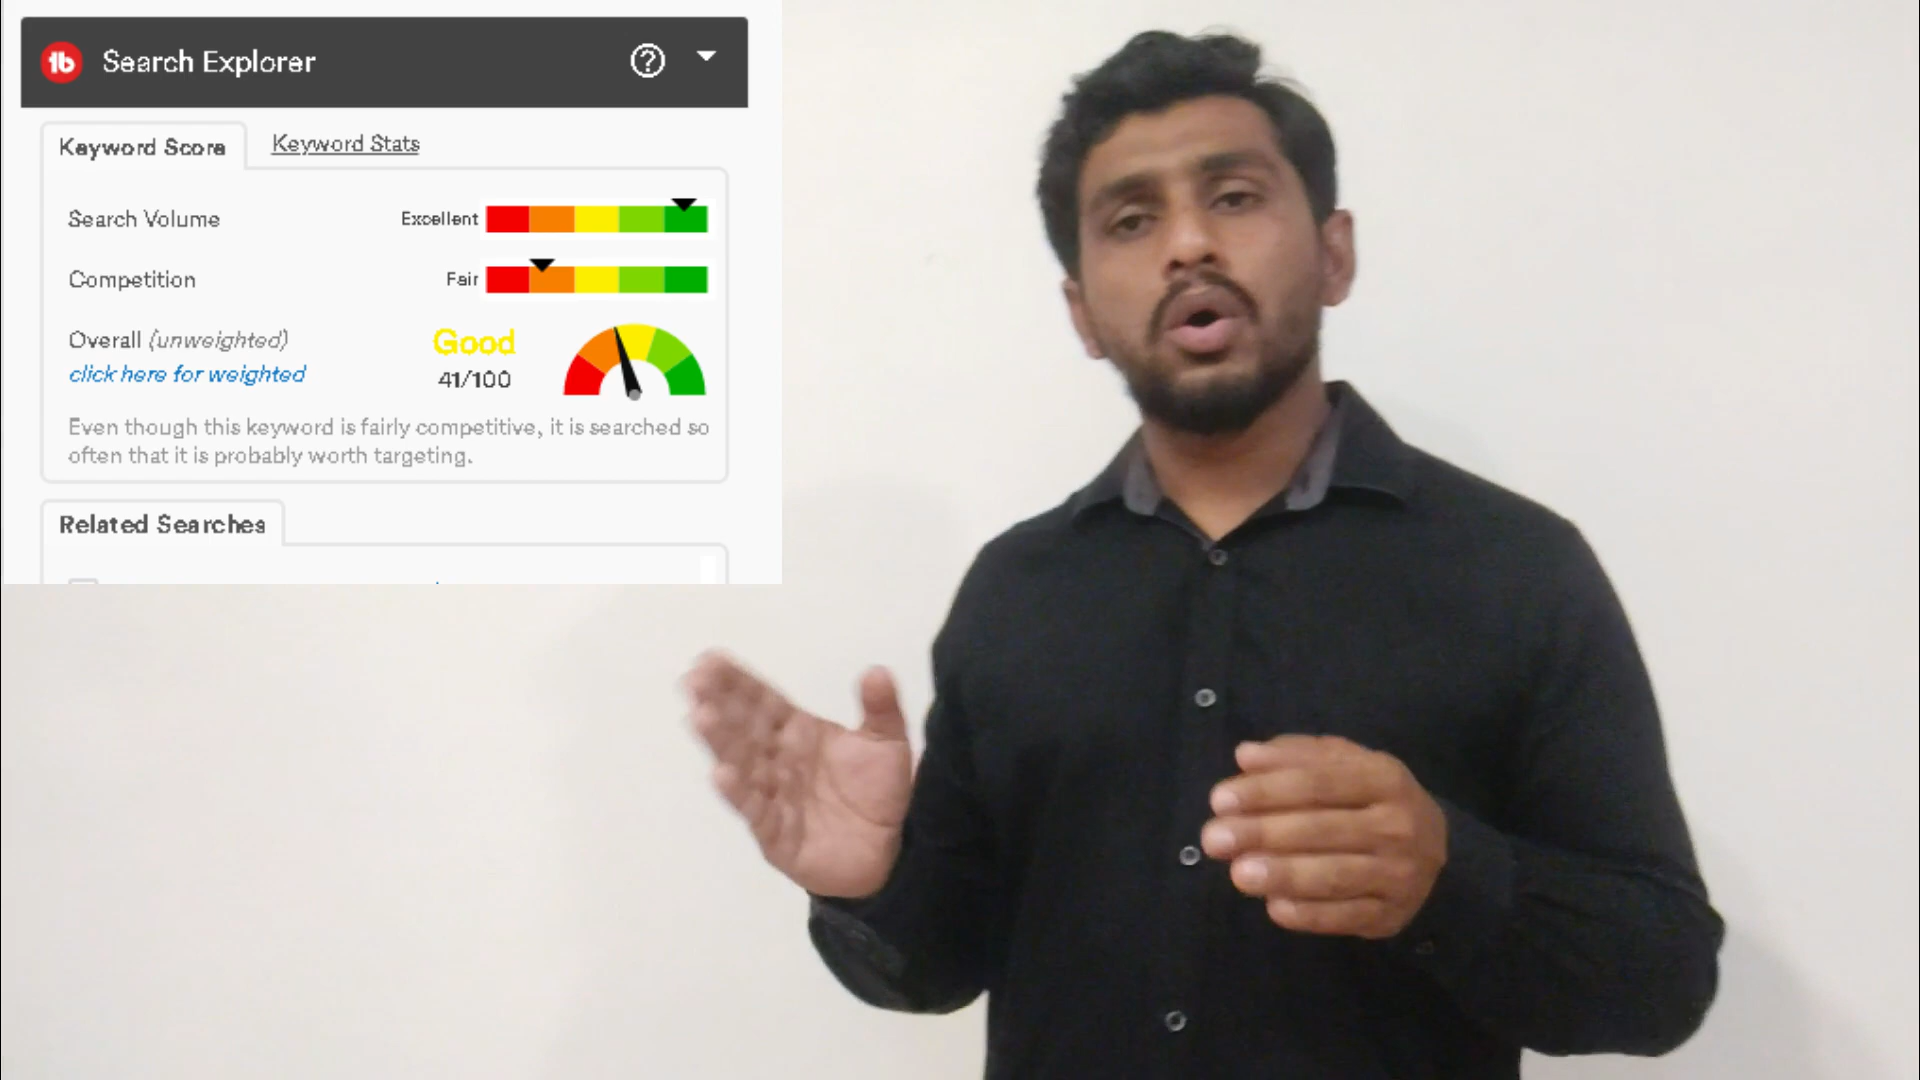 tb Search Explorer ?
Keyword Score Keyword Stats
Search Volume Excellent
Competition Fair
Overall (unweighted) Good
click here for weighted 41/100
Even though this keyword is fairly competitive, it is searched so
often that it is probably worth targeting.
Related Searches